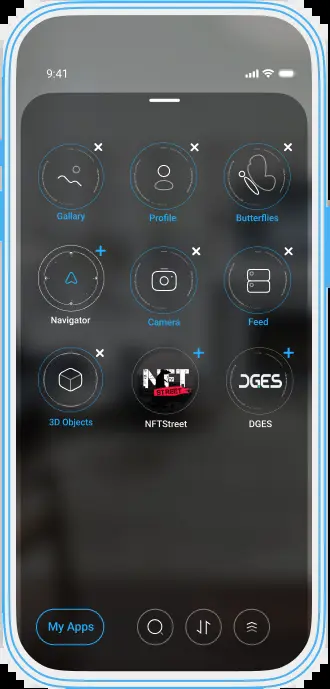 9:41
Gallary
Profile
Butterflies
Navigator
Camera
Feed
3D Objects
NFT
STREET
NFTStreet
DGES
DGES
My Apps